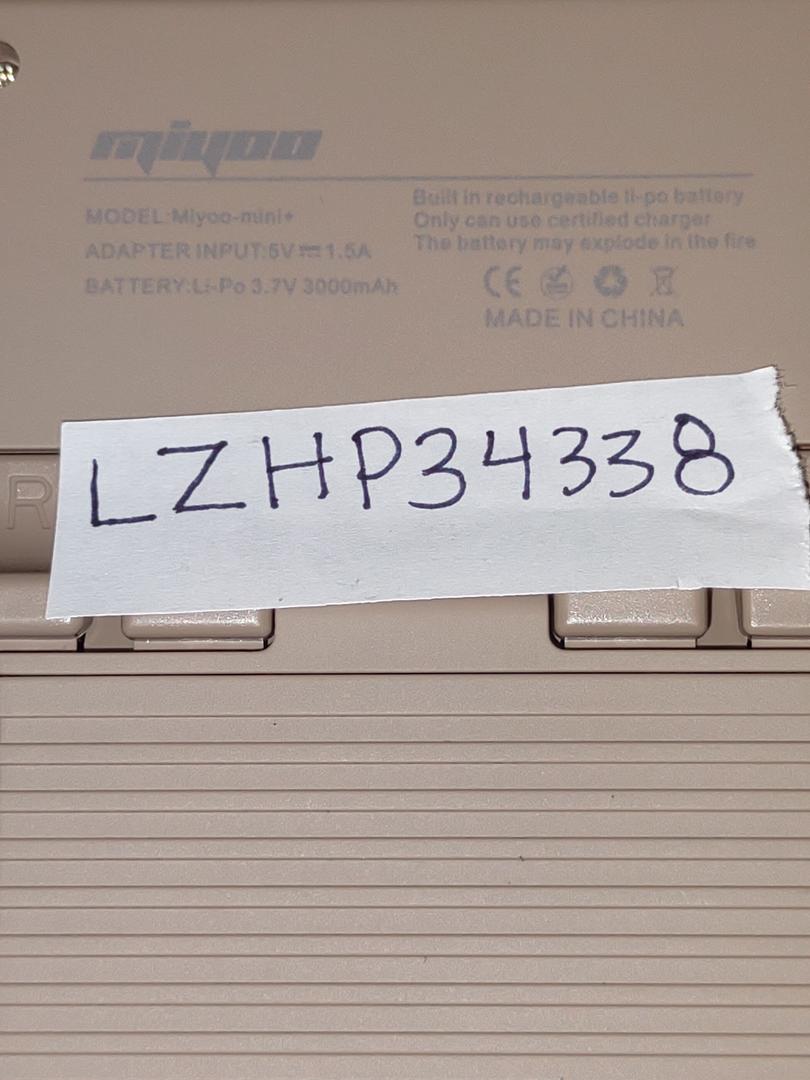 miyoo
MODEL:Miyoo-mini+
ADAPTER INPUT:5V⎓1.5A
BATTERY:Li-Po 3.7V 3000mAh
Built in rechargeable li-po battery
Only can use certified charger
The battery may explode in the fire
CE
MADE IN CHINA
LZHP34338
R